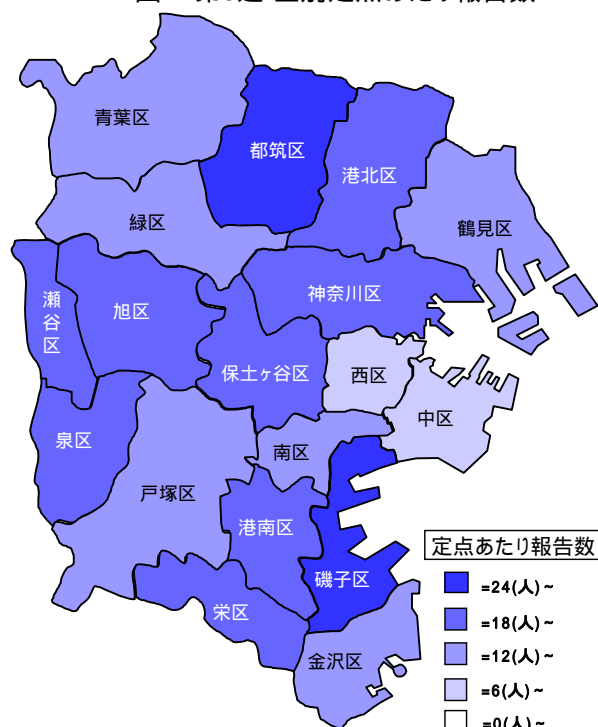 青葉区
都筑区
港北区
緑区
鶴見区
瀬谷区
旭区
神奈川区
保土ヶ谷区
西区
中区
泉区
南区
戸塚区
港南区
磯子区
栄区
金沢区
定点あたり報告数
=24(人)~
=18(人)~
=12(人)~
=6(人)~
=0(人)~